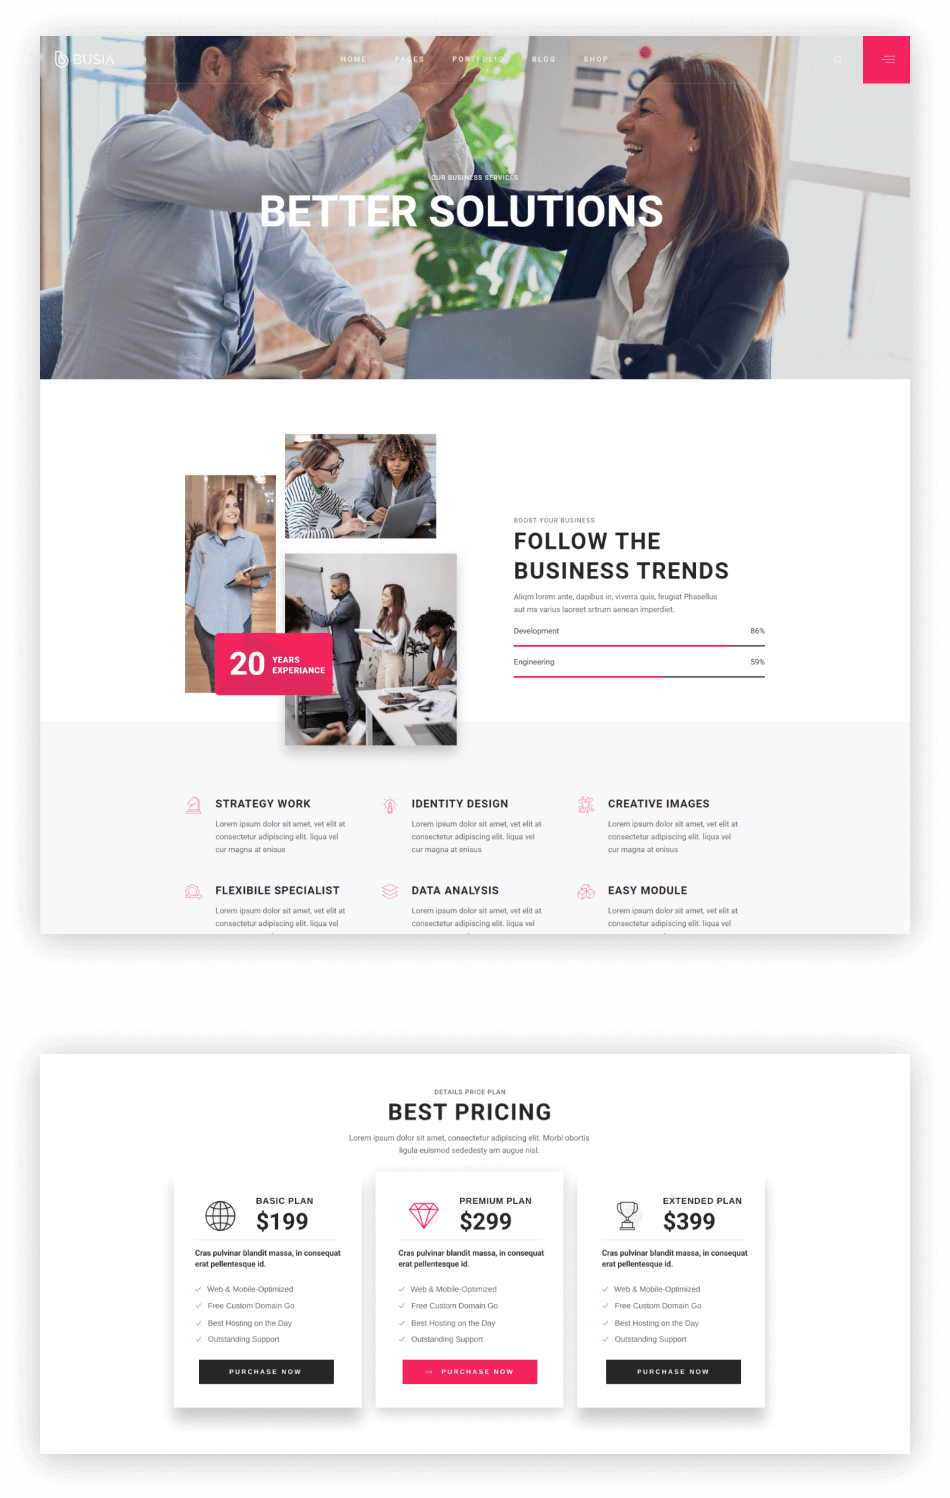 BUSIA
HOME PAGES PORTFOLIO BLOG SHOP
OUR BUSINESS SERVICES
BETTER SOLUTIONS
20 YEARS
EXPERIANCE
BOOST YOUR BUSINESS
FOLLOW THE
BUSINESS TRENDS
Aliqm lorem ante, dapibus in, viverra quis, feugiat Phasellus
aut ms varius laoreet srtrum aenean imperdiet.
Development 86%
Engineering 59%
STRATEGY WORK
Lorem ipsum dolor sit amet, vet elit at
consectetur adipiscing elit. liqua vel
cur magna at enisus
IDENTITY DESIGN
Lorem ipsum dolor sit amet, vet elit at
consectetur adipiscing elit. liqua vel
cur magna at enisus
CREATIVE IMAGES
Lorem ipsum dolor sit amet, vet elit at
consectetur adipiscing elit. liqua vel
cur magna at enisus
FLEXIBILE SPECIALIST
Lorem ipsum dolor sit amet, vet elit at
consectetur adipiscing elit. liqua vel
DATA ANALYSIS
Lorem ipsum dolor sit amet, vet elit at
consectetur adipiscing elit. liqua vel
EASY MODULE
Lorem ipsum dolor sit amet, vet elit at
consectetur adipiscing elit. liqua vel
DETAILS PRICE PLAN
BEST PRICING
Lorem ipsum dolor sit amet, consectetur adipiscing elit. Morbi obortis
ligula euismod sededesty am augue nisl.
BASIC PLAN
$199
Cras pulvinar blandit massa, in consequat
erat pellentesque id.
Web & Mobile-Optimized
Free Custom Domain Go
Best Hosting on the Day
Outstanding Support
PURCHASE NOW
PREMIUM PLAN
$299
Cras pulvinar blandit massa, in consequat
erat pellentesque id.
Web & Mobile-Optimized
Free Custom Domain Go
Best Hosting on the Day
Outstanding Support
→ PURCHASE NOW
EXTENDED PLAN
$399
Cras pulvinar blandit massa, in consequat
erat pellentesque id.
Web & Mobile-Optimized
Free Custom Domain Go
Best Hosting on the Day
Outstanding Support
PURCHASE NOW